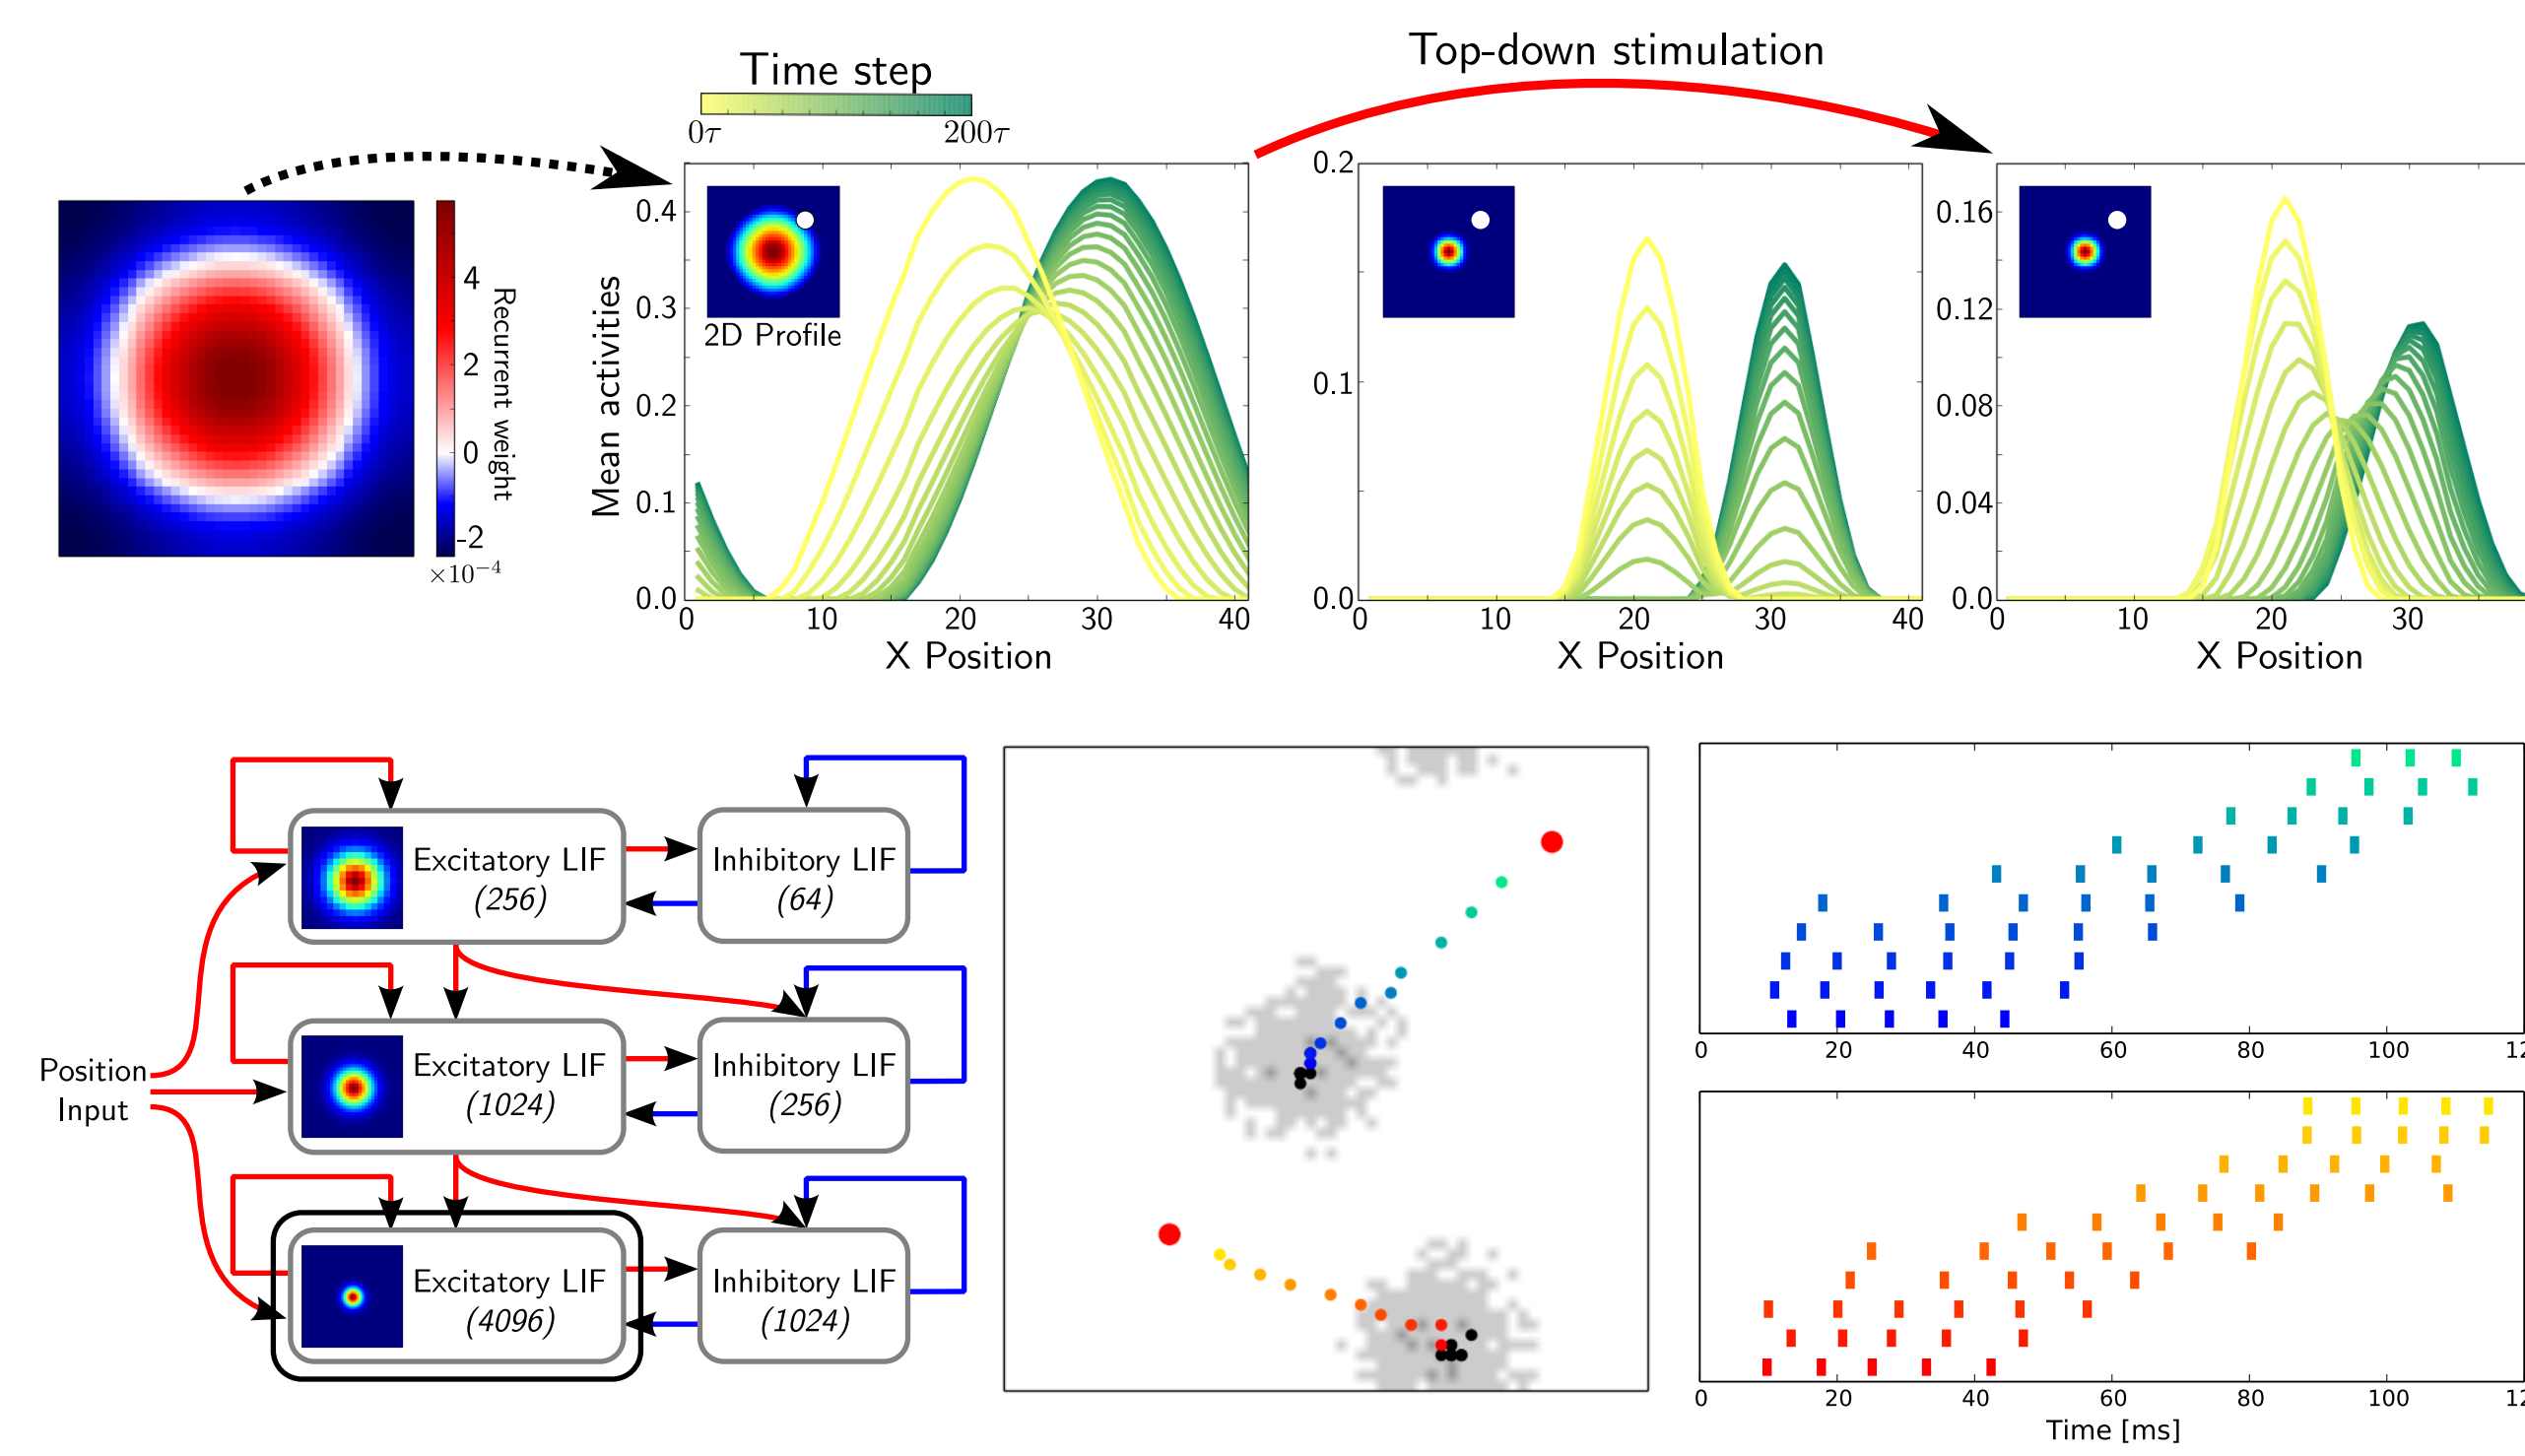 Top-down stimulation
Time step
0τ 200τ
4
2
0
-2
×10⁻⁴
Recurrent weight
Mean activities
0.4
0.3
0.2
0.1
0.0
2D Profile
0 10 20 30 40
X Position
0.2
0.1
0.0
0 10 20 30 40
X Position
0.16
0.12
0.08
0.04
0.0
0 10 20 30
X Position
Position
Input
Excitatory LIF
(256)
Inhibitory LIF
(64)
Excitatory LIF
(1024)
Inhibitory LIF
(256)
Excitatory LIF
(4096)
Inhibitory LIF
(1024)
0 20 40 60 80 100 12
0 20 40 60 80 100 12
Time [ms]